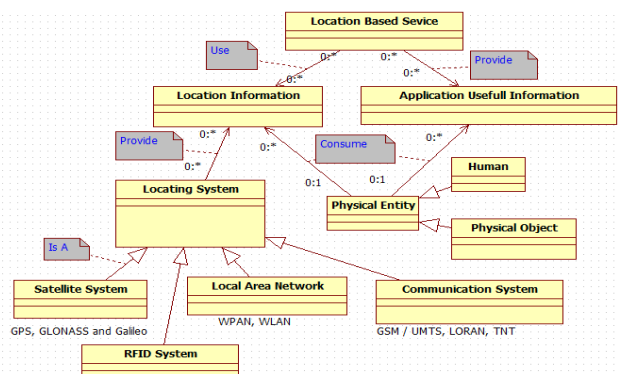 Location Based Sevice
Use
0:*
0:*
Provide
0:*
0:*
Location Information
Application Usefull Information
Provide
0:*
0:*
Consume
0:*
0:*
Human
Locating System
0:1
0:1
Physical Entity
Physical Object
Is A
Satellite System
Local Area Network
Communication System
GPS, GLONASS and Galileo
WPAN, WLAN
GSM / UMTS, LORAN, TNT
RFID System